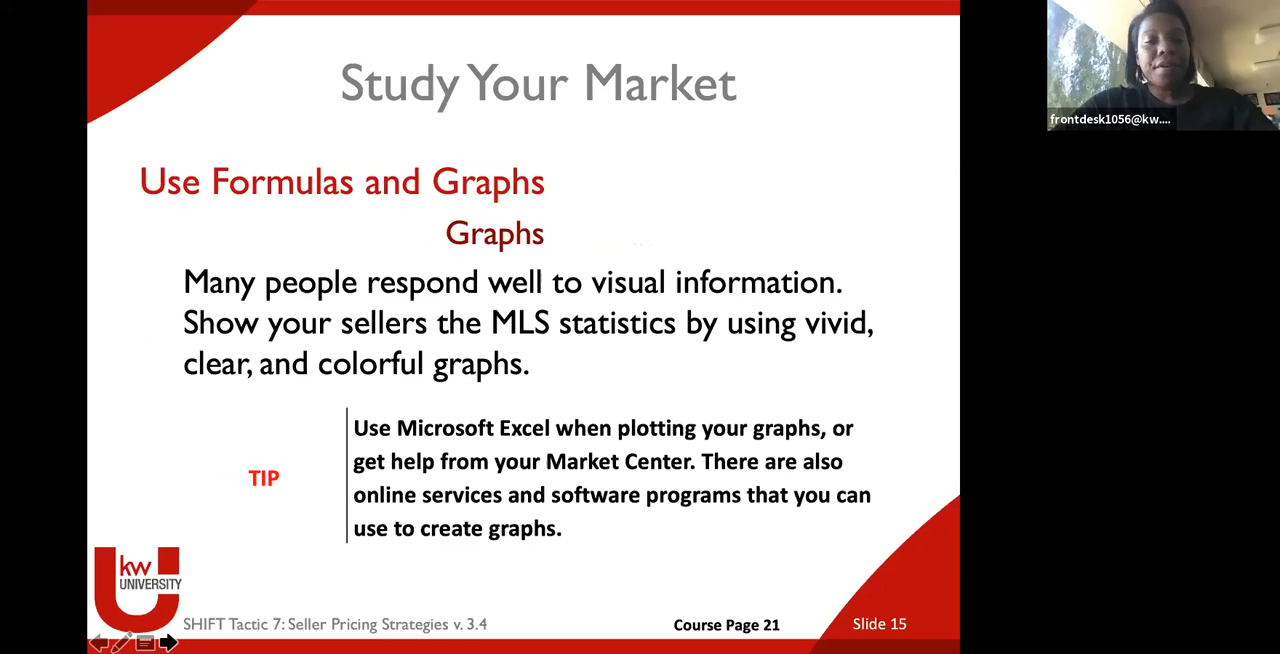 Study Your Market
frontdesk1056@kw....
Use Formulas and Graphs
Graphs
Many people respond well to visual information.
Show your sellers the MLS statistics by using vivid,
clear, and colorful graphs.
TIP
Use Microsoft Excel when plotting your graphs, or
get help from your Market Center. There are also
online services and software programs that you can
use to create graphs.
kw
UNIVERSITY
SHIFT Tactic 7: Seller Pricing Strategies v. 3.4
Course Page 21
Slide 15